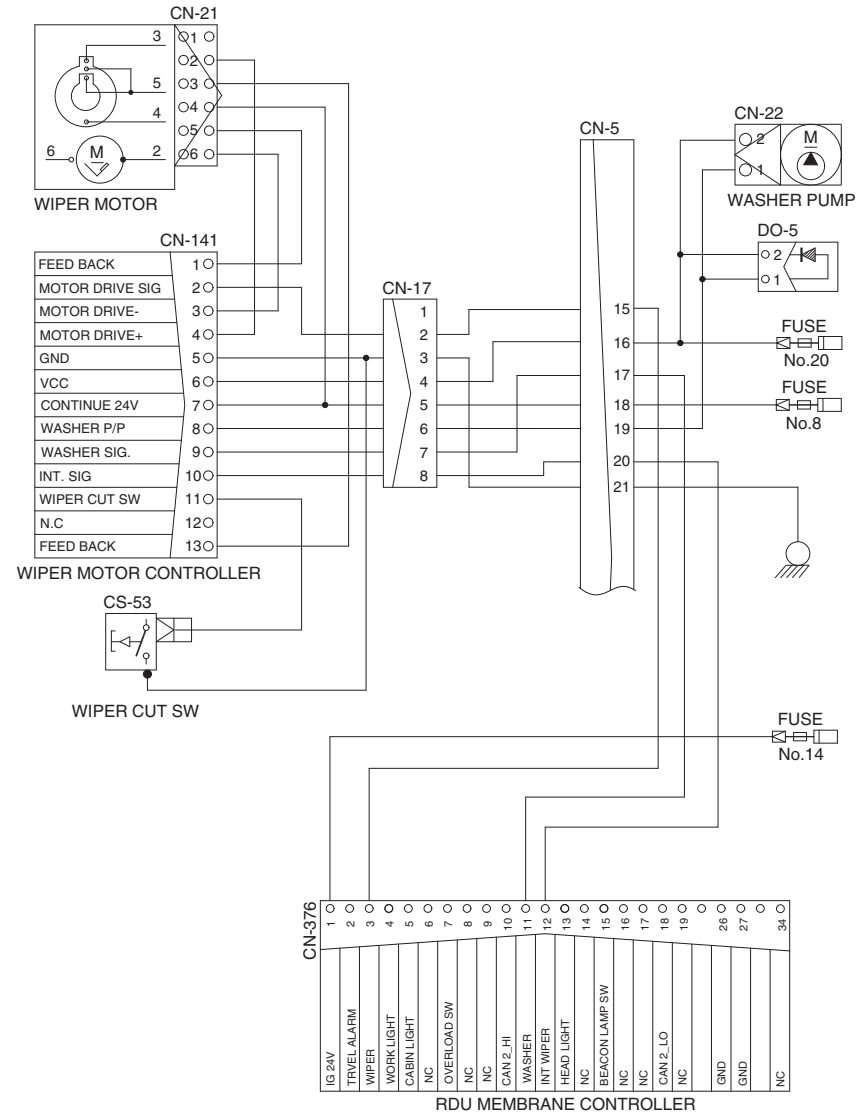 CN-21
3
1
2
5
3
4
4
5
6
M
2
6
WIPER MOTOR
CN-141
FEED BACK 1
MOTOR DRIVE SIG 2
MOTOR DRIVE- 3
MOTOR DRIVE+ 4
GND 5
VCC 6
CONTINUE 24V 7
WASHER P/P 8
WASHER SIG. 9
INT. SIG 10
WIPER CUT SW 11
N.C 12
FEED BACK 13
WIPER MOTOR CONTROLLER
CS-53
WIPER CUT SW
CN-17
1
2
3
4
5
6
7
8
CN-5
15
16
17
18
19
20
21
CN-22
2
1
M
WASHER PUMP
DO-5
2
1
FUSE
No.20
FUSE
No.8
FUSE
No.14
CN-376
1 IG 24V
2 TRVEL ALARM
3 WIPER
4 WORK LIGHT
5 CABIN LIGHT
6 NC
7 OVERLOAD SW
8 NC
9 NC
10 CAN 2_HI
11 WASHER
12 INT WIPER
13 HEAD LIGHT
14 NC
15 BEACON LAMP SW
16 NC
17 NC
18 CAN 2_LO
19 NC
26 GND
27 GND
34 NC
RDU MEMBRANE CONTROLLER